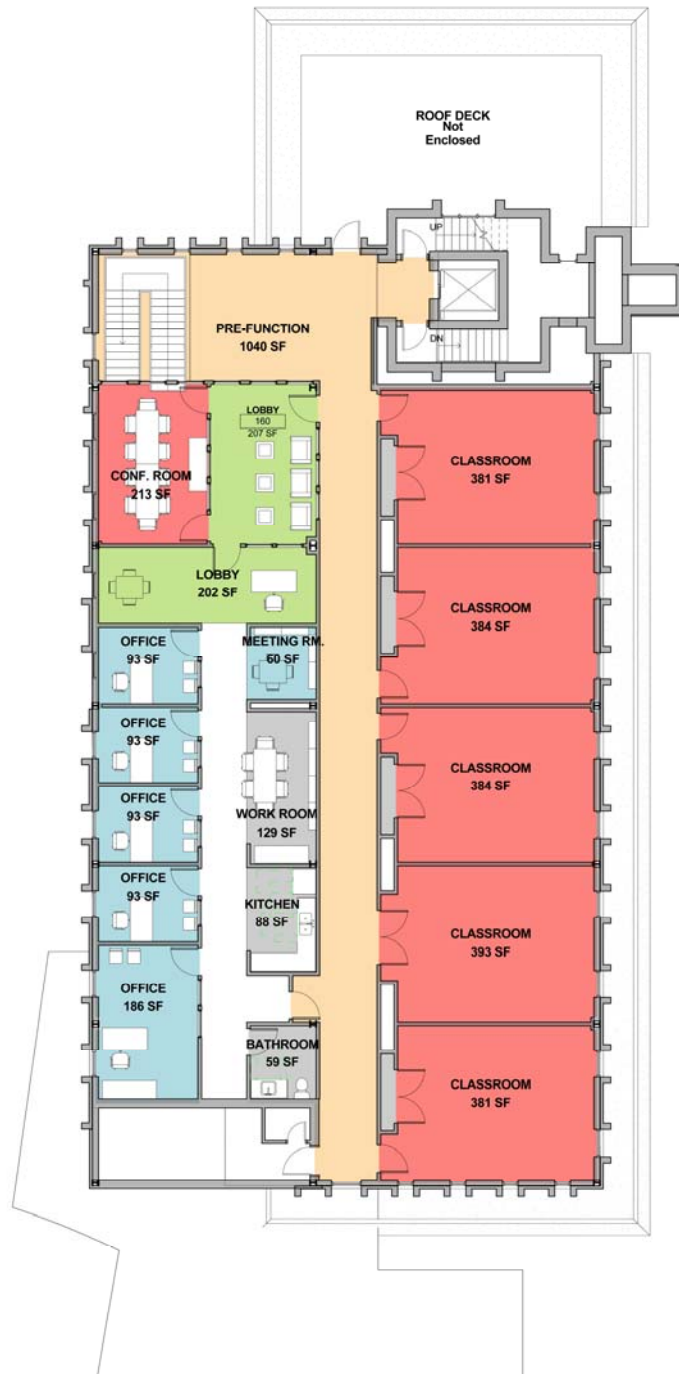 ROOF DECK
Not
Enclosed
UP
DN
PRE-FUNCTION
1040 SF
LOBBY
160
207 SF
CONF. ROOM
213 SF
CLASSROOM
381 SF
LOBBY
202 SF
CLASSROOM
384 SF
OFFICE
93 SF
MEETING RM.
60 SF
OFFICE
93 SF
CLASSROOM
384 SF
OFFICE
93 SF
WORK ROOM
129 SF
OFFICE
93 SF
KITCHEN
88 SF
CLASSROOM
393 SF
OFFICE
186 SF
BATHROOM
59 SF
CLASSROOM
381 SF